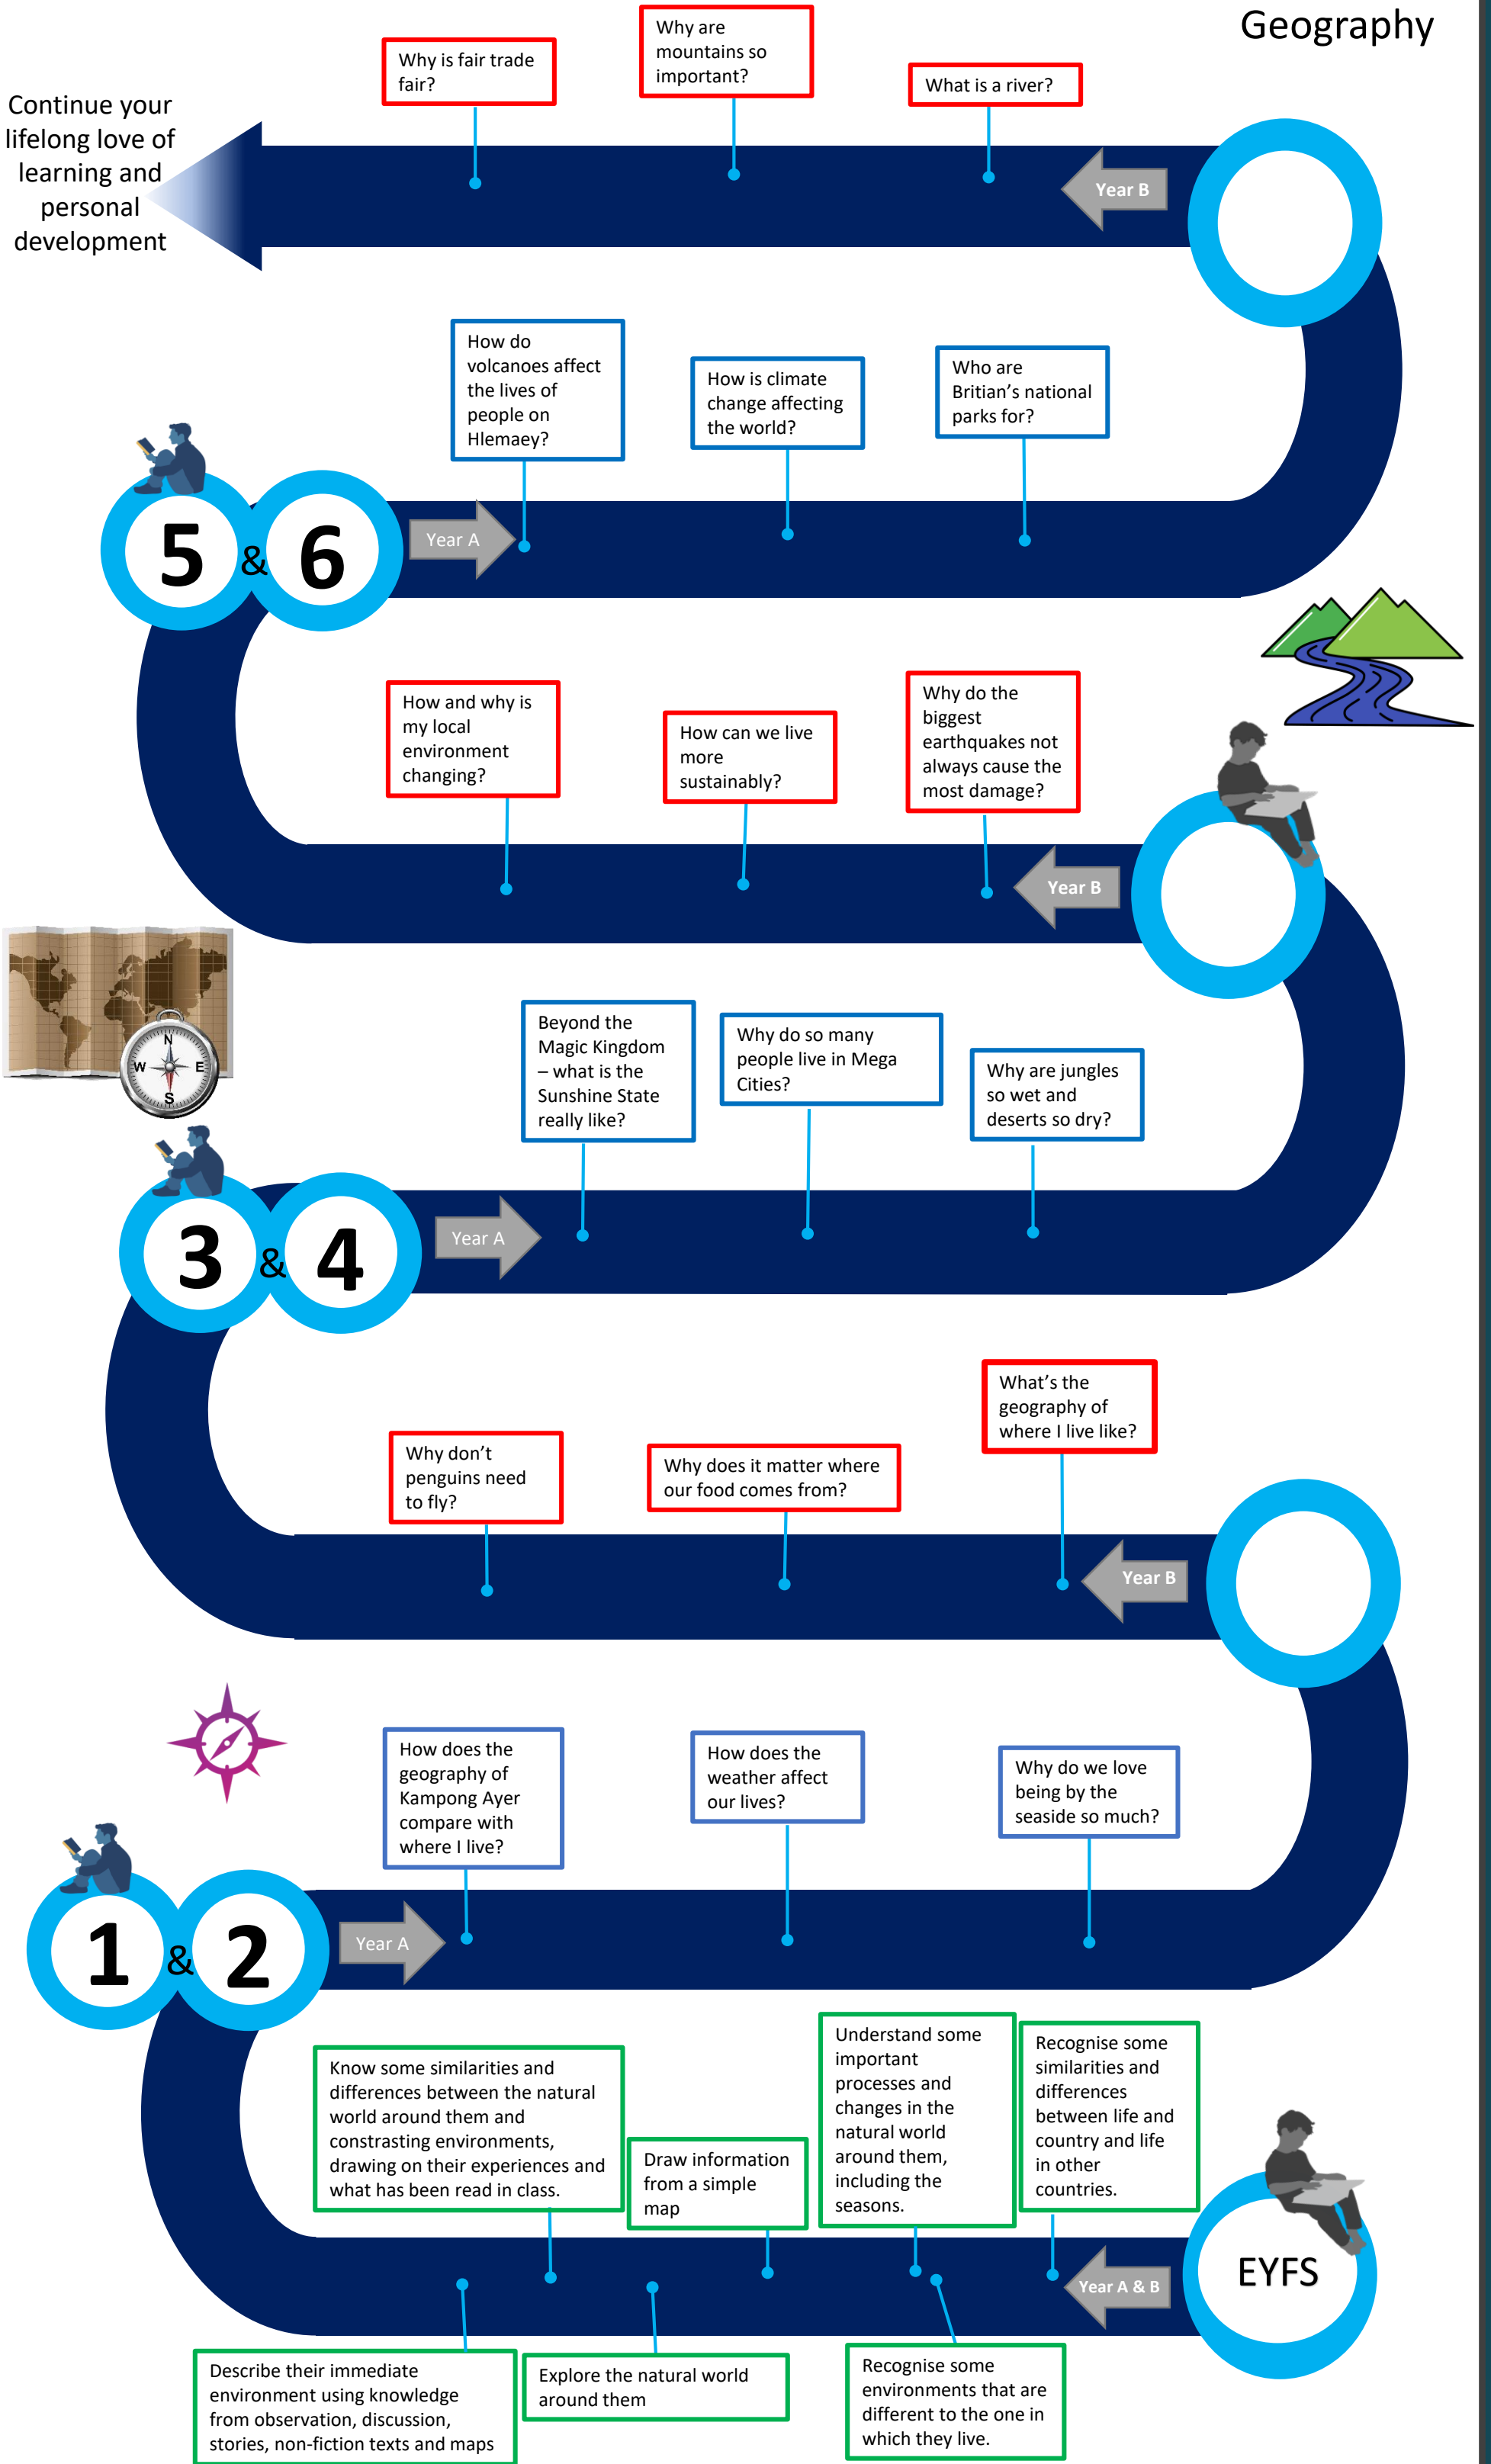 Geography
Why is fair trade
fair?
Why are
mountains so
important?
What is a river?
Continue your
lifelong love of
learning and
personal
development
Year B
How do
volcanoes affect
the lives of
people on
Hlemaey?
How is climate
change affecting
the world?
Who are
Britian's national
parks for?
5 & 6
Year A
How and why is
my local
environment
changing?
How can we live
more
sustainably?
Why do the
biggest
earthquakes not
always cause the
most damage?
Year B
N
W E
S
Beyond the
Magic Kingdom
– what is the
Sunshine State
really like?
Why do so many
people live in Mega
Cities?
Why are jungles
so wet and
deserts so dry?
3 & 4
Year A
Why don't
penguins need
to fly?
Why does it matter where
our food comes from?
What's the
geography of
where I live like?
Year B
How does the
geography of
Kampong Ayer
compare with
where I live?
How does the
weather affect
our lives?
Why do we love
being by the
seaside so much?
1 & 2
Year A
Know some similarities and
differences between the natural
world around them and
constrasting environments,
drawing on their experiences and
what has been read in class.
Draw information
from a simple
map
Understand some
important
processes and
changes in the
natural world
around them,
including the
seasons.
Recognise some
similarities and
differences
between life and
country and life
in other
countries.
Year A & B
EYFS
Describe their immediate
environment using knowledge
from observation, discussion,
stories, non-fiction texts and maps
Explore the natural world
around them
Recognise some
environments that are
different to the one in
which they live.